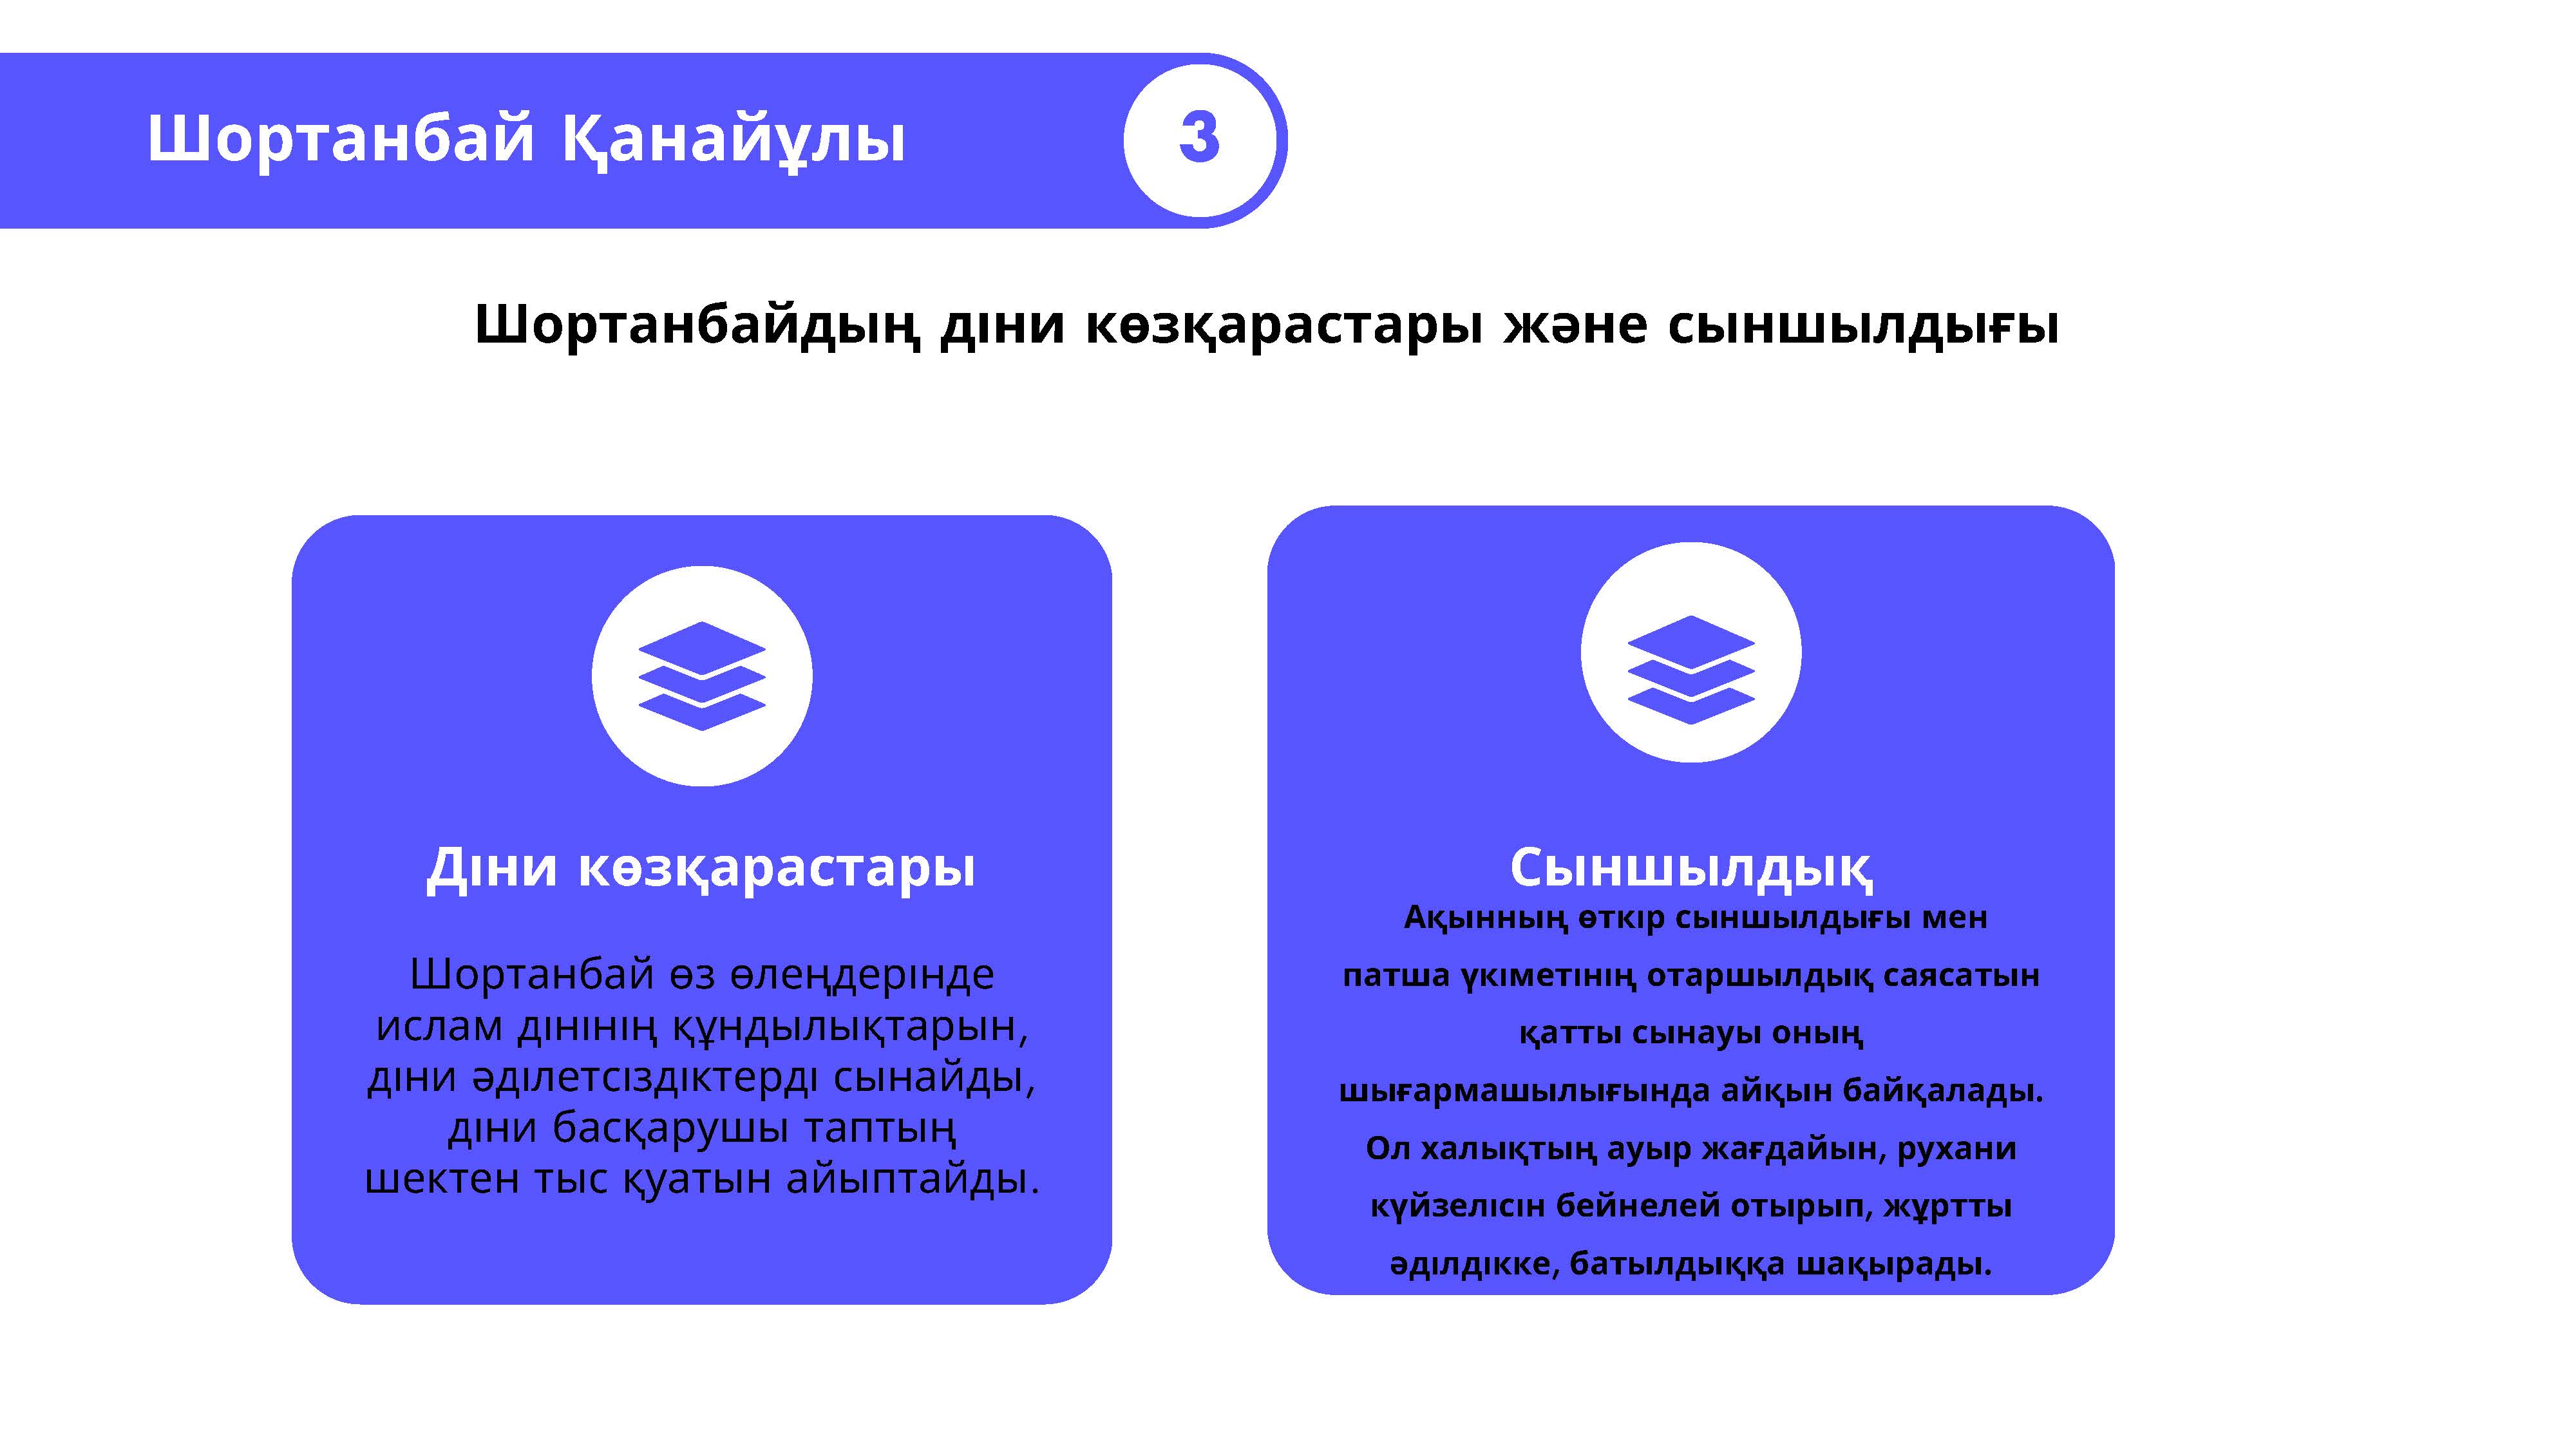 Шортанбай Қанайұлы
3
Шортанбайдың діни көзқарастары және сыншылдығы
Діни көзқарастары
Шортанбай өз өлеңдерінде
ислам дінінің құндылықтарын,
діни әділетсіздіктерді сынайды,
діни басқарушы таптың
шектен тыс қуатын айыптайды.
Сыншылдық
Ақынның өткір сыншылдығы мен
патша үкіметінің отаршылдық саясатын
қатты сынауы оның
шығармашылығында айқын байқалады.
Ол халықтың ауыр жағдайын, рухани
күйзелісін бейнелей отырып, жұртты
әділдікке, батылдыққа шақырады.